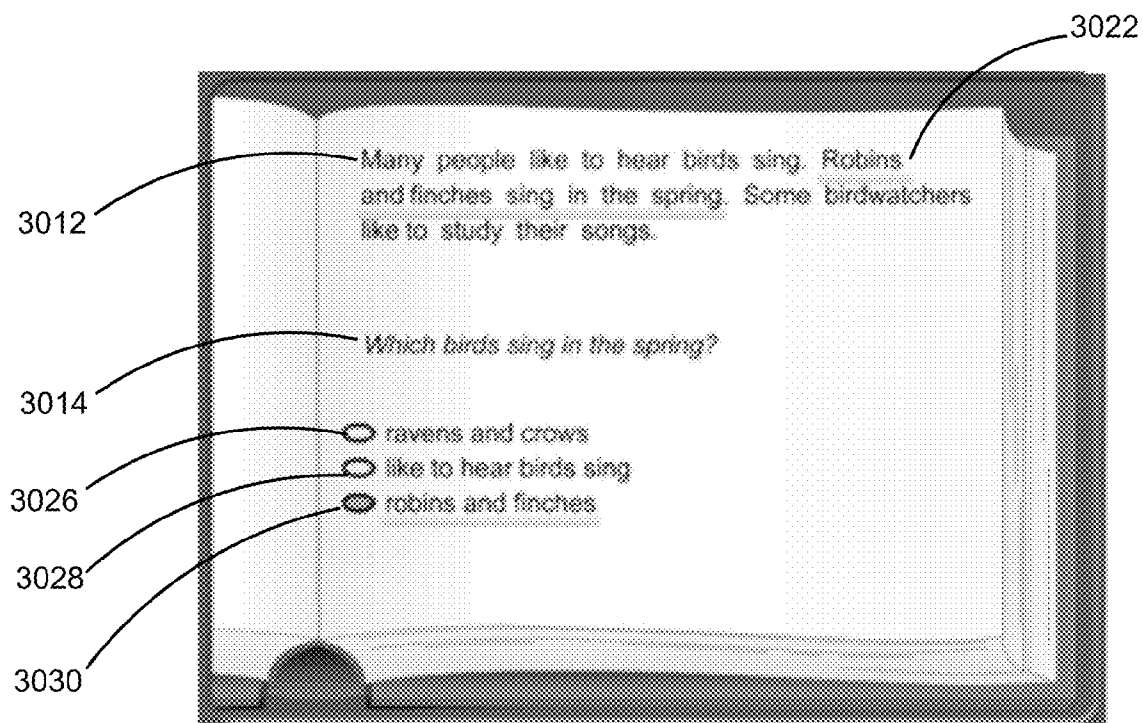 3022
Many people like to hear birds sing. Robins
and finches sing in the spring. Some birdwatchers
like to study their songs.
3012
Which birds sing in the spring?
3014
ravens and crows
like to hear birds sing
robins and finches
3026
3028
3030